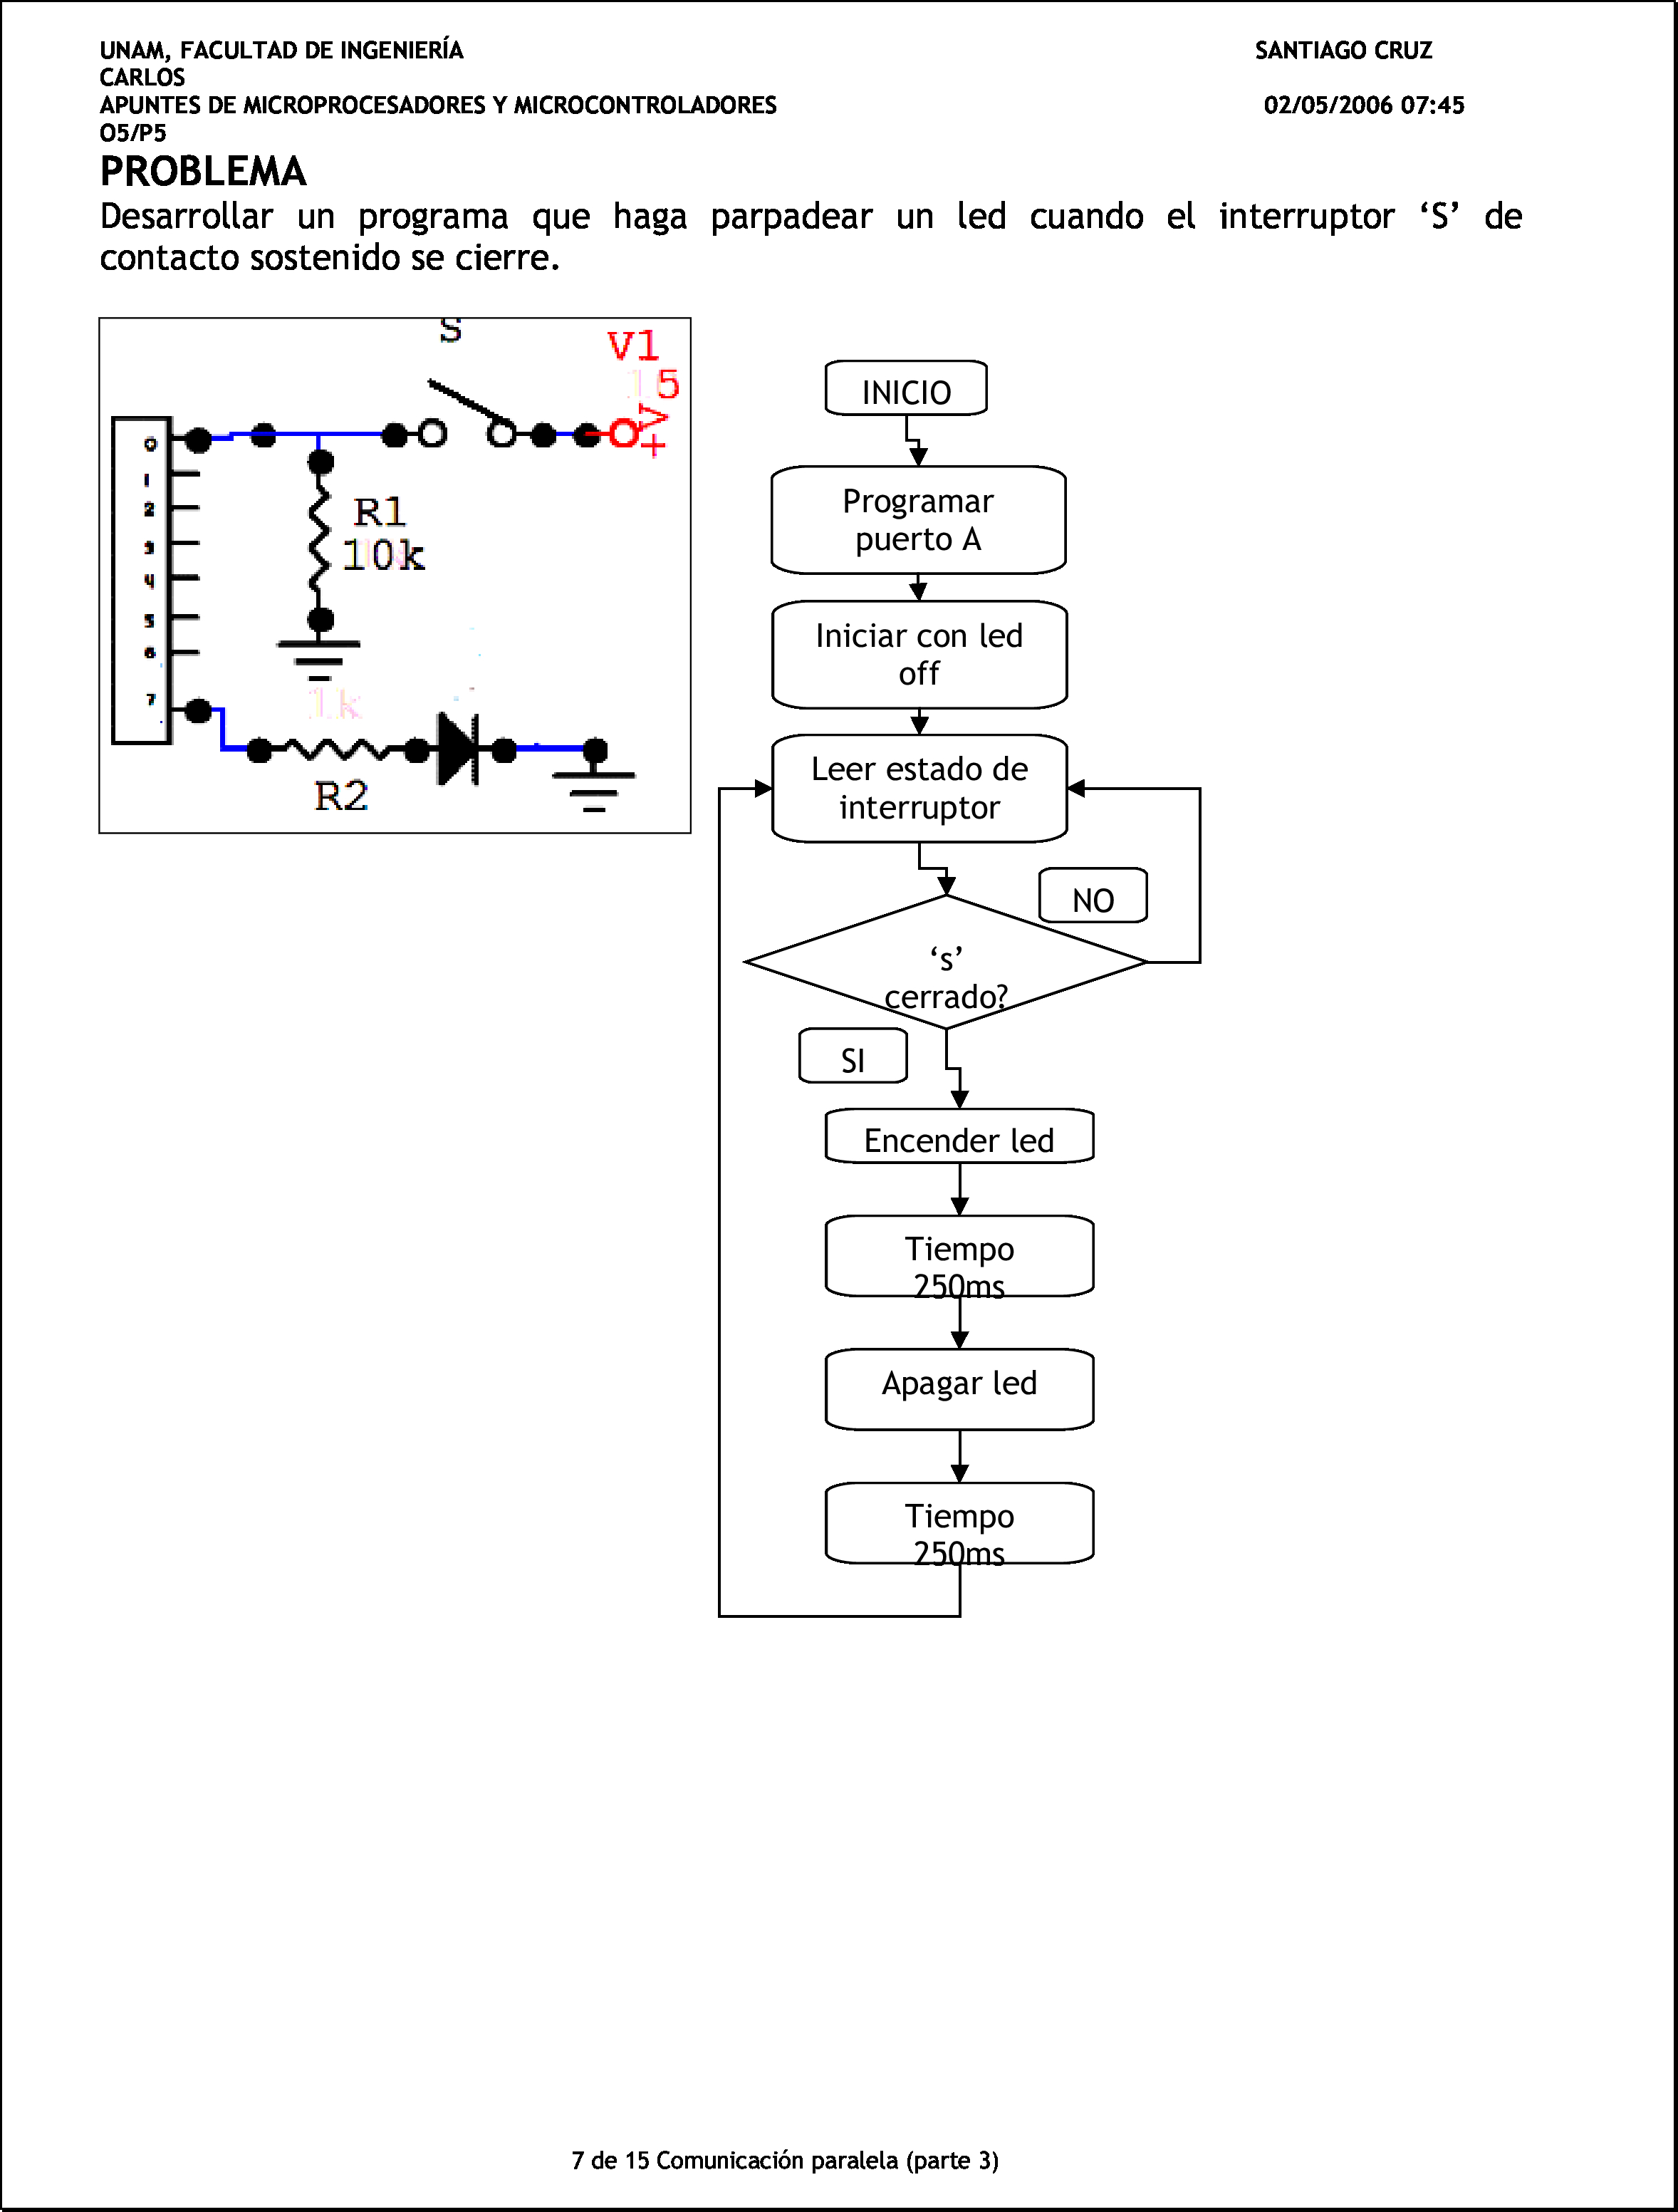 UNAM, FACULTAD DE INGENIERÍA SANTIAGO CRUZ
CARLOS
APUNTES DE MICROPROCESADORES Y MICROCONTROLADORES 02/05/2006 07:45
O5/P5
PROBLEMA
Desarrollar un programa que haga parpadear un led cuando el interruptor ‘S’ de
contacto sostenido se cierre.
S
V1
15
V
+
0
1
2
3
4
5
6
7
R1
10k
1k
R2
INICIO
Programar
puerto A
Iniciar con led
off
Leer estado de
interruptor
NO
‘s’
cerrado?
SI
Encender led
Tiempo
250ms
Apagar led
Tiempo
250ms
7 de 15 Comunicación paralela (parte 3)